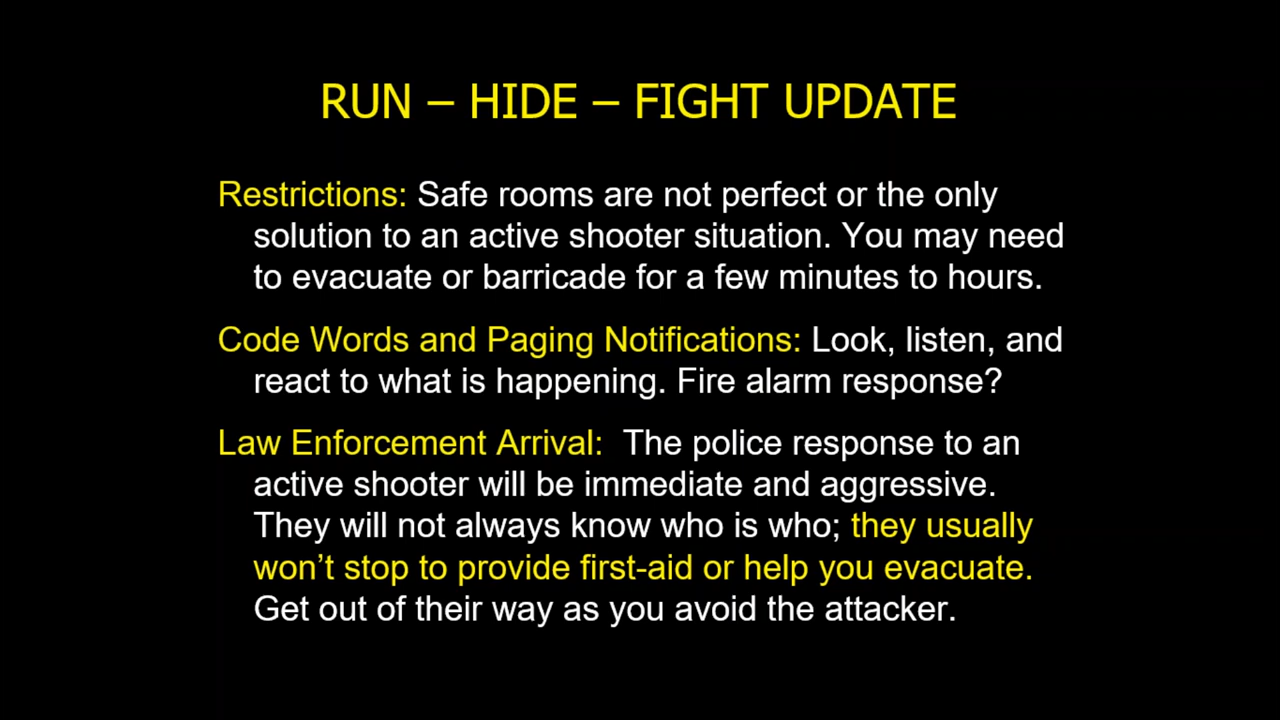 RUN – HIDE – FIGHT UPDATE
Restrictions: Safe rooms are not perfect or the only
solution to an active shooter situation. You may need
to evacuate or barricade for a few minutes to hours.
Code Words and Paging Notifications: Look, listen, and
react to what is happening. Fire alarm response?
Law Enforcement Arrival:  The police response to an
active shooter will be immediate and aggressive.
They will not always know who is who; they usually
won’t stop to provide first-aid or help you evacuate.
Get out of their way as you avoid the attacker.